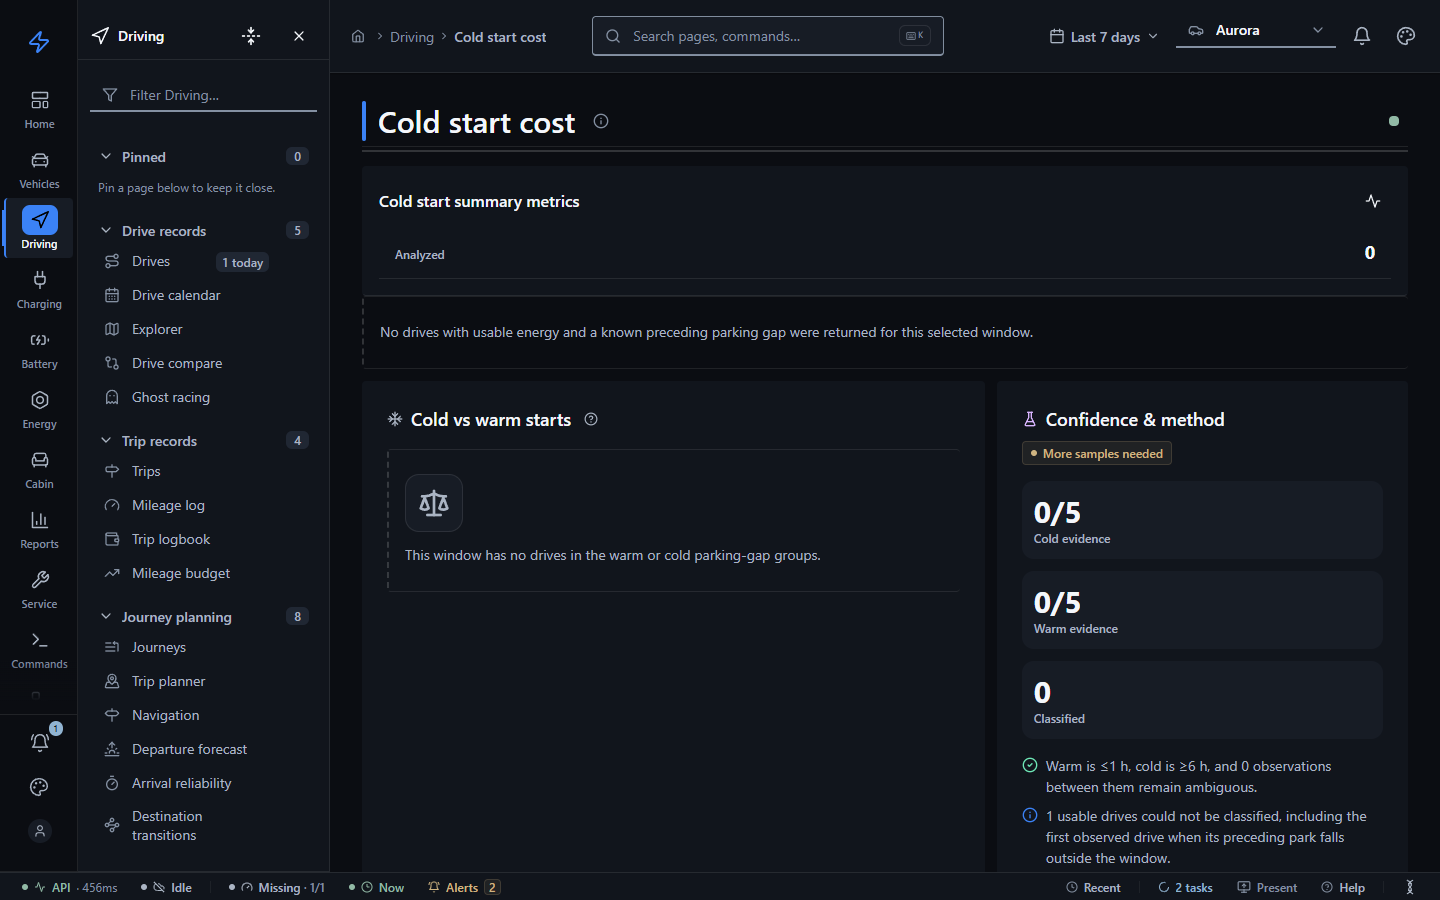 Driving
Driving
Cold start cost
Search pages, commands...
K
Last 7 days
Aurora
Home
Vehicles
Driving
Charging
Battery
Energy
Cabin
Reports
Service
Commands
1
Filter Driving...
Pinned
0
Pin a page below to keep it close.
Drive records
5
Drives
1 today
Drive calendar
Explorer
Drive compare
Ghost racing
Trip records
4
Trips
Mileage log
Trip logbook
Mileage budget
Journey planning
8
Journeys
Trip planner
Navigation
Departure forecast
Arrival reliability
Destination
transitions
Cold start cost
Cold start summary metrics
Analyzed
0
No drives with usable energy and a known preceding parking gap were returned for this selected window.
Cold vs warm starts
This window has no drives in the warm or cold parking-gap groups.
Confidence & method
More samples needed
0/5
Cold evidence
0/5
Warm evidence
0
Classified
Warm is ≤1 h, cold is ≥6 h, and 0 observations
between them remain ambiguous.
1 usable drives could not be classified, including the
first observed drive when its preceding park falls
outside the window.
API · 456ms
Idle
Missing · 1/1
Now
Alerts 2
Recent
2 tasks
Present
Help